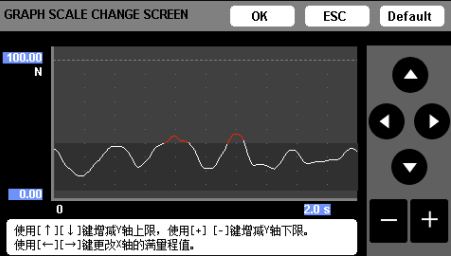 GRAPH SCALE CHANGE SCREEN OK ESC Default
100.00
N
0.00
0 2.0 s
使用[↑][↓]键增减Y轴上限，使用[+] [-]键增减Y轴下限。
使用[←][→]键更改X轴的满量程值。